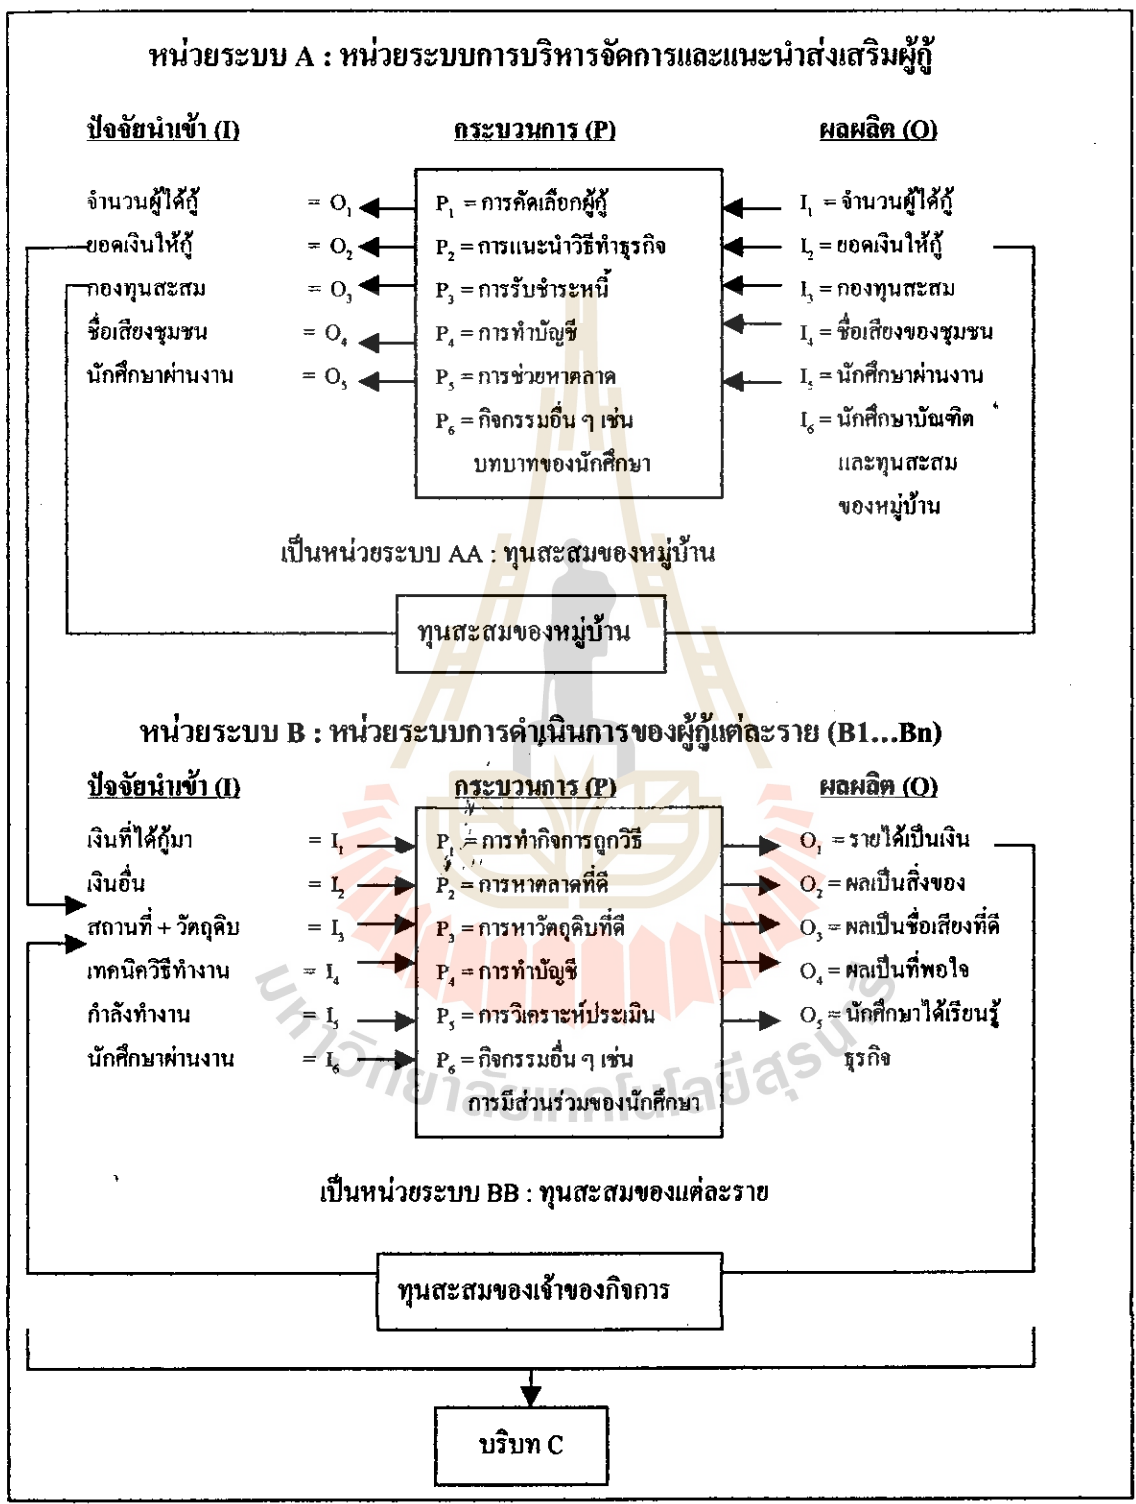 หน่วยระบบ A : หน่วยระบบการบริหารจัดการและแนะนำส่งเสริมผู้กู้
ปัจจัยนำเข้า (I) กระบวนการ (P) ผลผลิต (O)
จำนวนผู้ได้กู้ = O₁ P₁ = การคัดเลือกผู้กู้ I₁ = จำนวนผู้ได้กู้
ยอดเงินให้กู้ = O₂ P₂ = การแนะนำวิธีทำธุรกิจ I₂ = ยอดเงินให้กู้
กองทุนสะสม = O₃ P₃ = การรับชำระหนี้ I₃ = กองทุนสะสม
ชื่อเสียงชุมชน = O₄ P₄ = การทำบัญชี I₄ = ชื่อเสียงของชุมชน
นักศึกษาผ่านงาน = O₅ P₅ = การช่วยหาตลาด I₅ = นักศึกษาผ่านงาน
P₆ = กิจกรรมอื่น ๆ เช่น I₆ = นักศึกษาบัณฑิต
บทบาทของนักศึกษา และทุนสะสม
ของหมู่บ้าน
เป็นหน่วยระบบ AA : ทุนสะสมของหมู่บ้าน
ทุนสะสมของหมู่บ้าน
หน่วยระบบ B : หน่วยระบบการดำเนินการของผู้กู้แต่ละราย (B1...Bn)
ปัจจัยนำเข้า (I) กระบวนการ (P) ผลผลิต (O)
เงินที่ได้กู้มา = I₁ P₁ = การทำกิจการถูกวิธี O₁ = รายได้เป็นเงิน
เงินอื่น = I₂ P₂ = การหาตลาดที่ดี O₂ = ผลเป็นสิ่งของ
สถานที่ + วัตถุดิบ = I₃ P₃ = การหาวัตถุดิบที่ดี O₃ = ผลเป็นชื่อเสียงที่ดี
เทคนิควิธีทำงาน = I₄ P₄ = การทำบัญชี O₄ = ผลเป็นที่พอใจ
กำลังทำงาน = I₅ P₅ = การวิเคราะห์ประเมิน O₅ = นักศึกษาได้เรียนรู้
นักศึกษาผ่านงาน = I₆ P₆ = กิจกรรมอื่น ๆ เช่น ธุรกิจ
การมีส่วนร่วมของนักศึกษา
มหาวิทยาลัยเทคโนโลยีสุรนารี
เป็นหน่วยระบบ BB : ทุนสะสมของแต่ละราย
ทุนสะสมของเจ้าของกิจการ
บริบท C